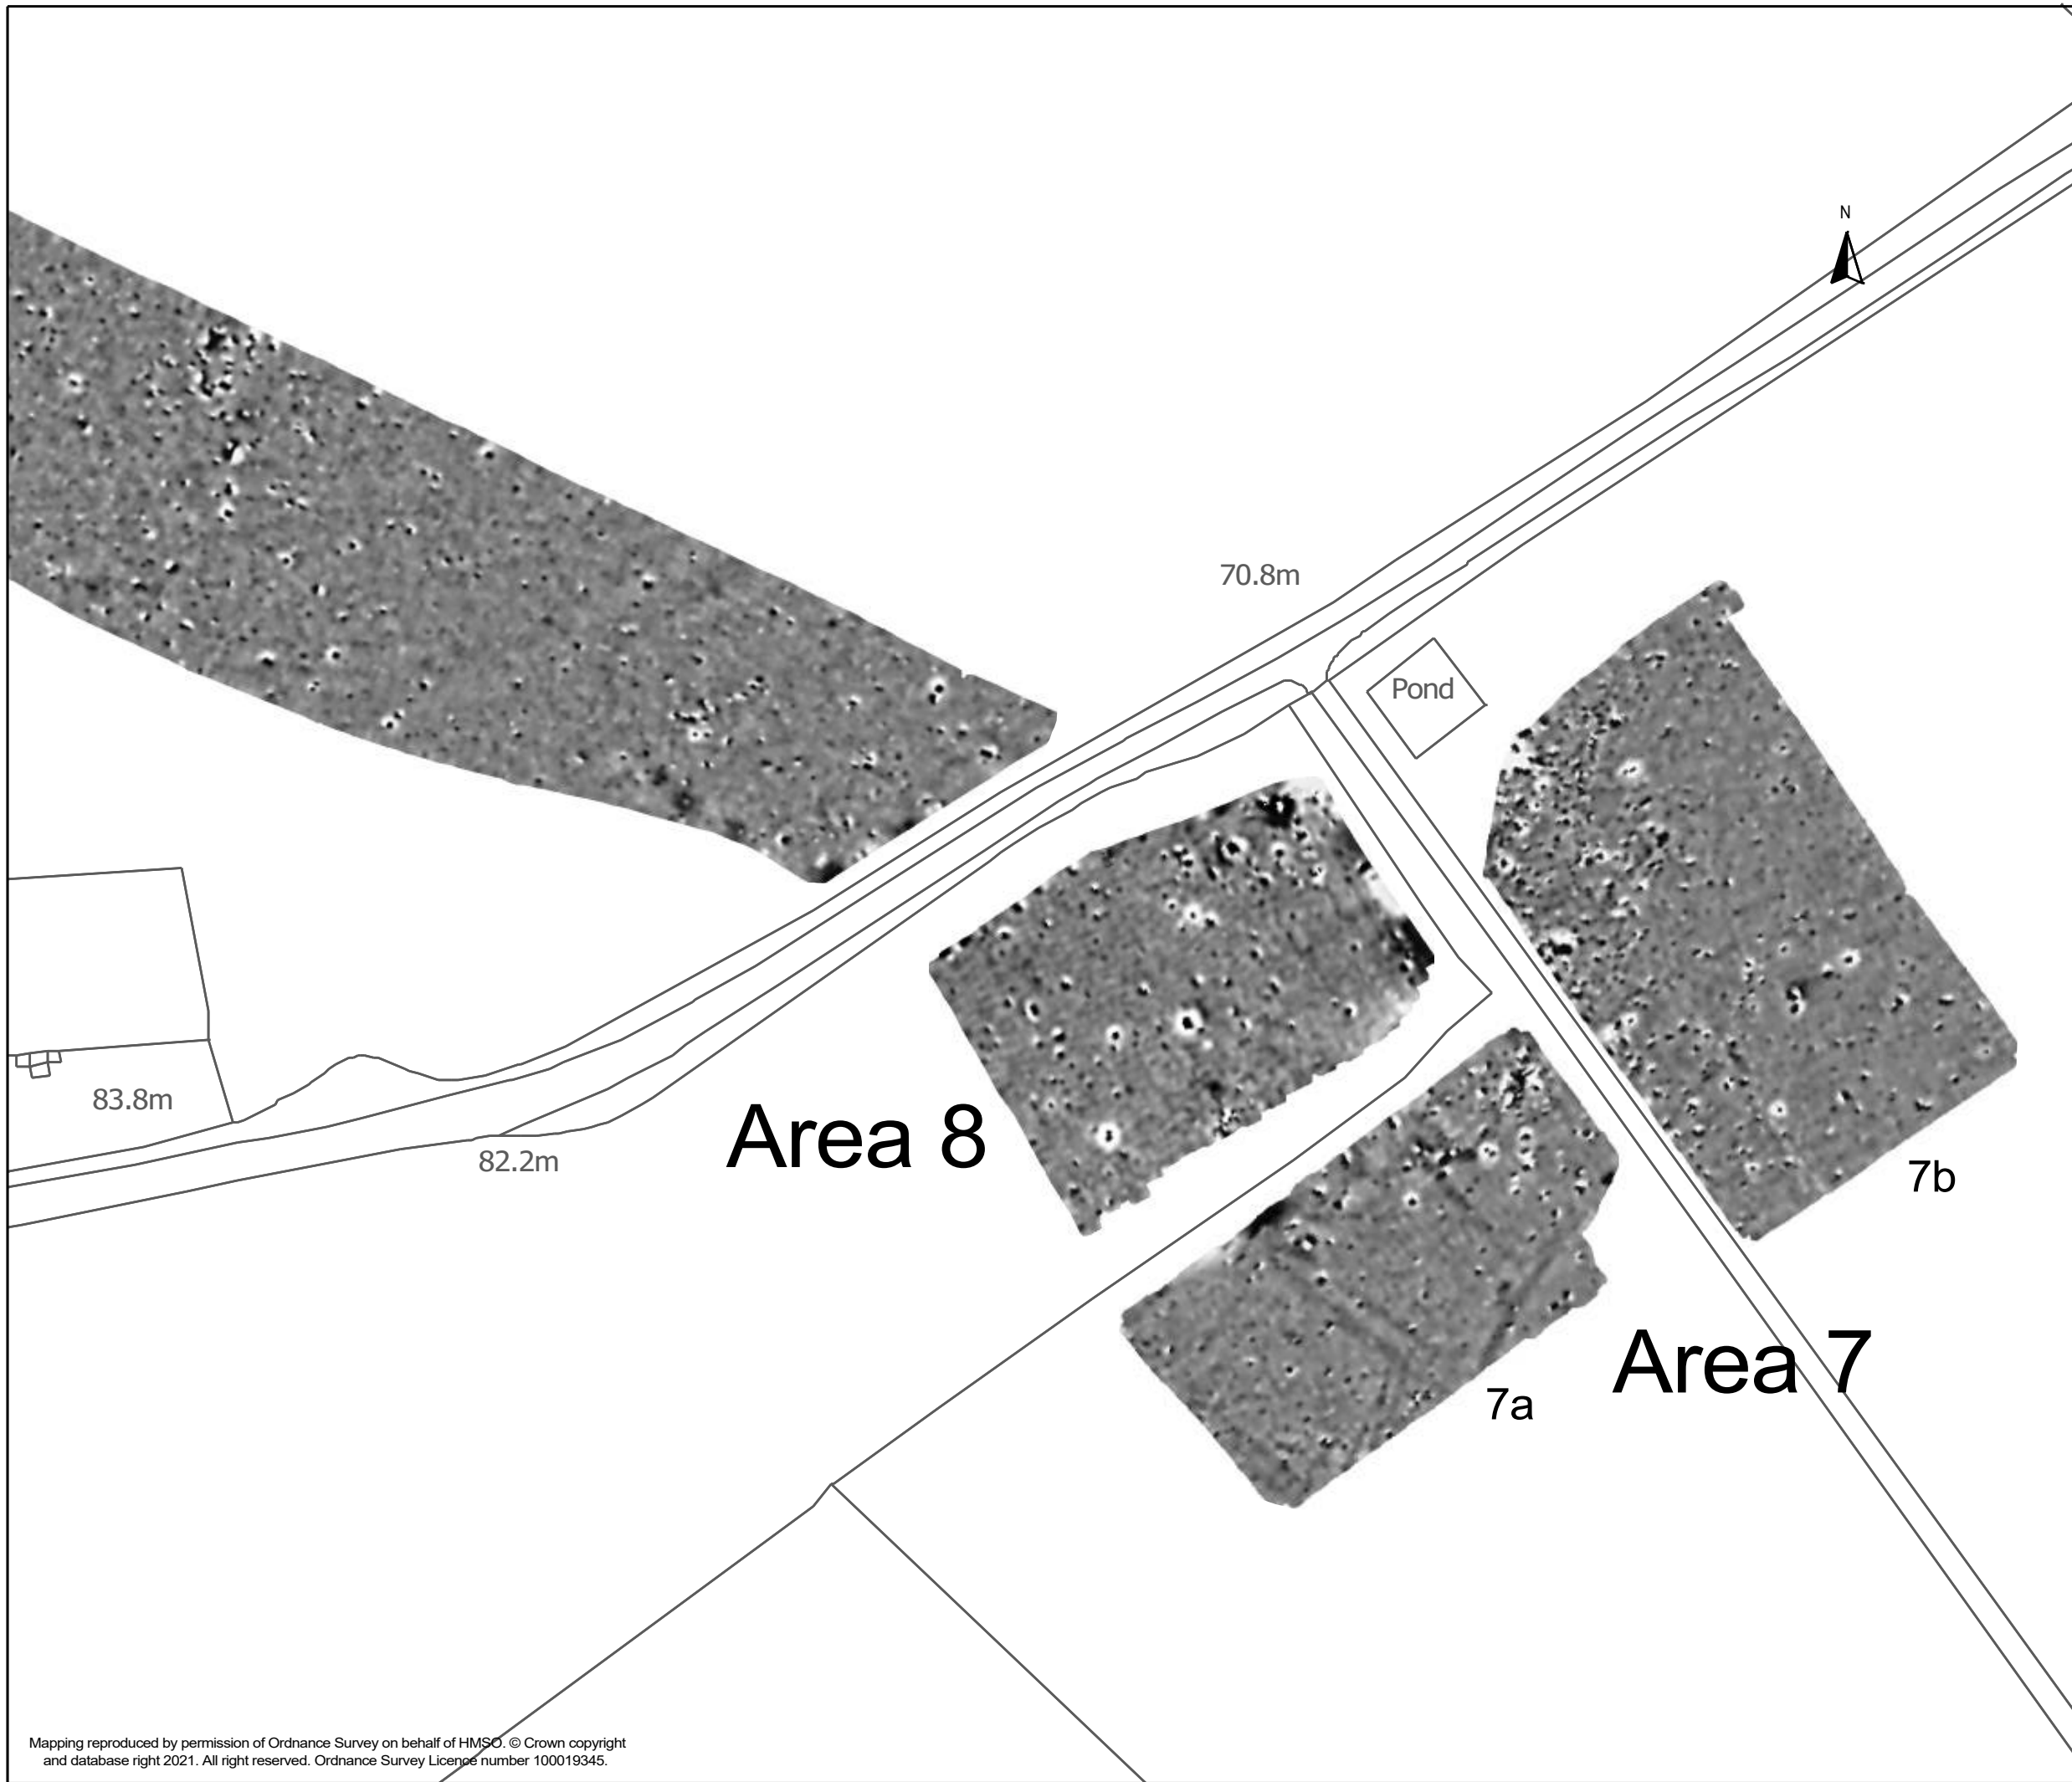 N
70.8m
Pond
83.8m
82.2m
Area 8
7b
Area 7
7a
Mapping reproduced by permission of Ordnance Survey on behalf of HMSO. © Crown copyright
and database right 2021. All right reserved. Ordnance Survey Licence number 100019345.